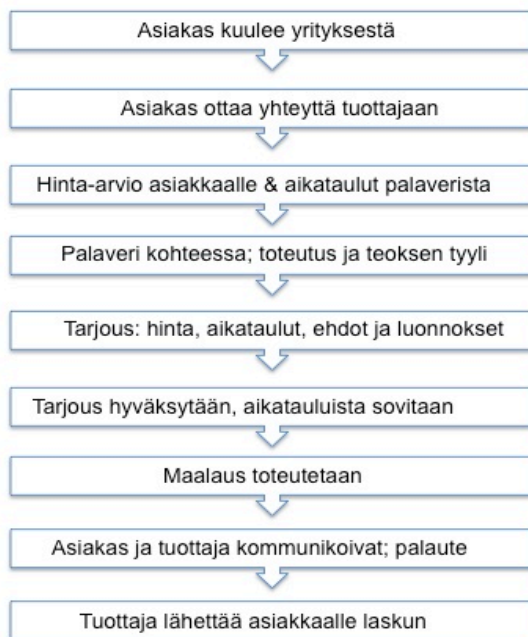 Asiakas kuulee yrityksestä
Asiakas ottaa yhteyttä tuottajaan
Hinta-arvio asiakkaalle & aikataulut palaverista
Palaveri kohteessa; toteutus ja teoksen tyyli
Tarjous: hinta, aikataulut, ehdot ja luonnokset
Tarjous hyväksytään, aikatauluista sovitaan
Maalaus toteutetaan
Asiakas ja tuottaja kommunikoivat; palaute
Tuottaja lähettää asiakkaalle laskun